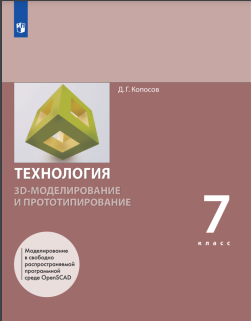 Д. Г. Копосов
ТЕХНОЛОГИЯ
3D-МОДЕЛИРОВАНИЕ
И ПРОТОТИПИРОВАНИЕ
7
класс
Моделирование
в свободно
распространяемой
программной
среде OpenSCAD